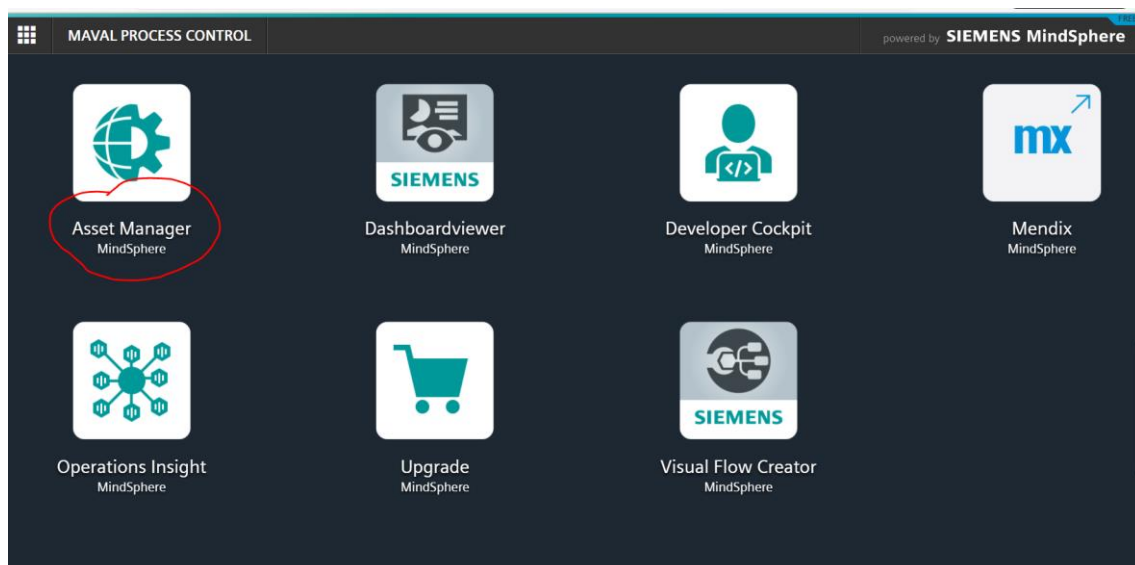 FREE
MAVAL PROCESS CONTROL
powered by SIEMENS MindSphere
SIEMENS
</>
mx
Asset Manager
MindSphere
Dashboardviewer
MindSphere
Developer Cockpit
MindSphere
Mendix
MindSphere
SIEMENS
Operations Insight
MindSphere
Upgrade
MindSphere
Visual Flow Creator
MindSphere